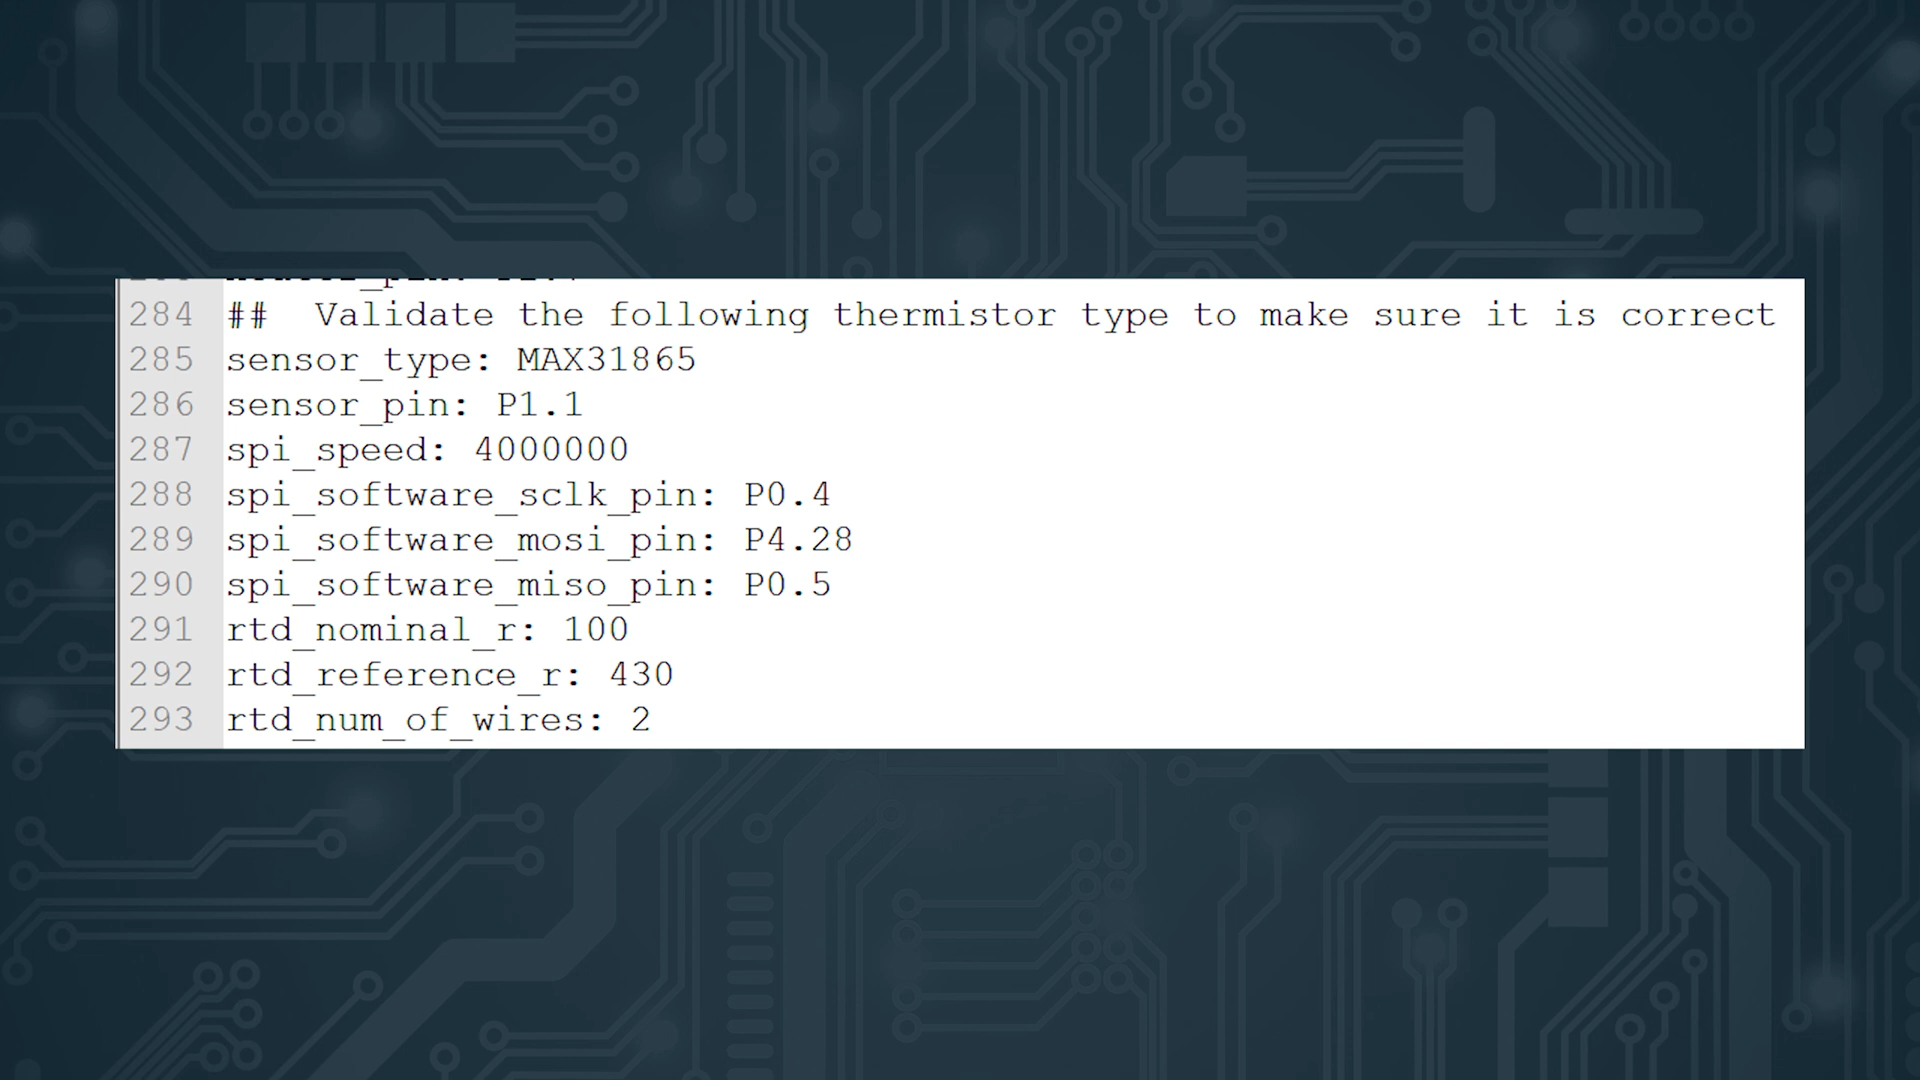 284 ## Validate the following thermistor type to make sure it is correct
285 sensor_type: MAX31865
286 sensor_pin: P1.1
287 spi_speed: 4000000
288 spi_software_sclk_pin: P0.4
289 spi_software_mosi_pin: P4.28
290 spi_software_miso_pin: P0.5
291 rtd_nominal_r: 100
292 rtd_reference_r: 430
293 rtd_num_of_wires: 2